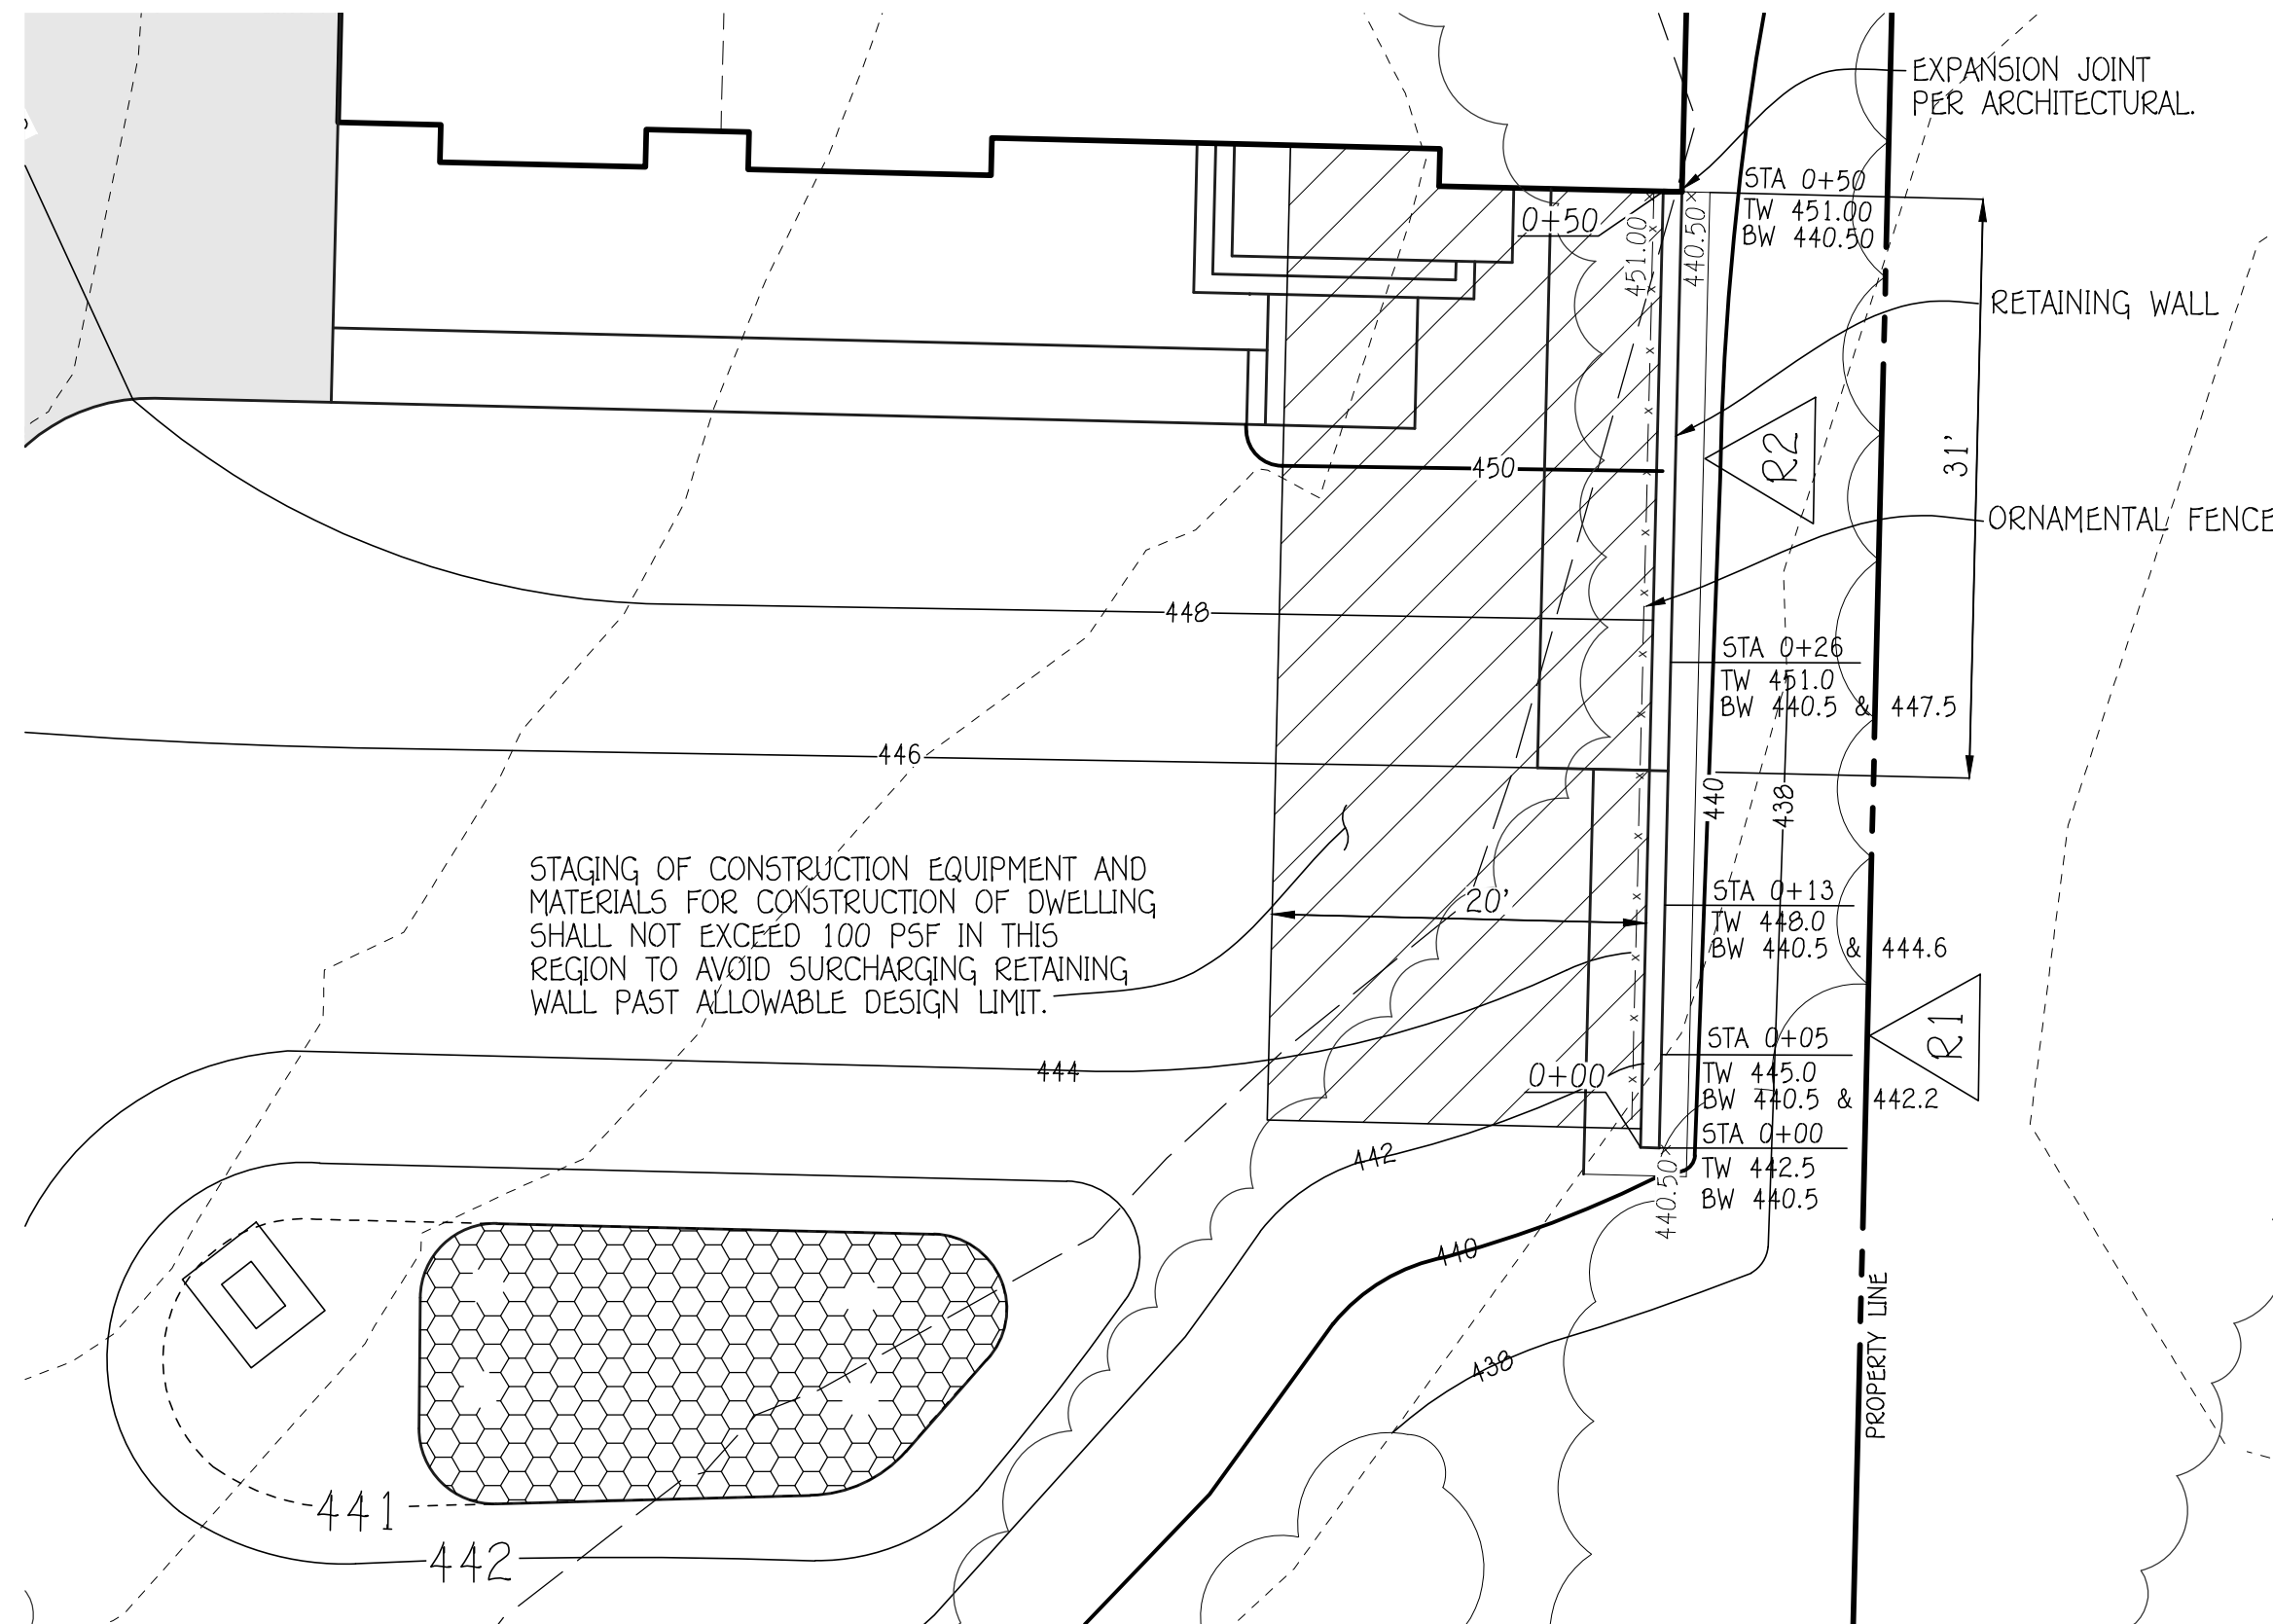 EXPANSION JOINT
PER ARCHITECTURAL.
STA 0+50
TW 451.00
BW 440.50
0+50
451.00
440.50
RETAINING WALL
R2
31'
450
ORNAMENTAL FENCE
448
STA 0+26
TW 451.0
BW 440.5 & 447.5
446
440
438
STAGING OF CONSTRUCTION EQUIPMENT AND
MATERIALS FOR CONSTRUCTION OF DWELLING
SHALL NOT EXCEED 100 PSF IN THIS
REGION TO AVOID SURCHARGING RETAINING
WALL PAST ALLOWABLE DESIGN LIMIT.
20'
STA 0+13
TW 448.0
BW 440.5 & 444.6
R1
STA 0+05
TW 445.0
BW 440.5 & 442.2
444
0+00
STA 0+00
TW 442.5
BW 440.5
442
440.50
440
438
PROPERTY LINE
441
442